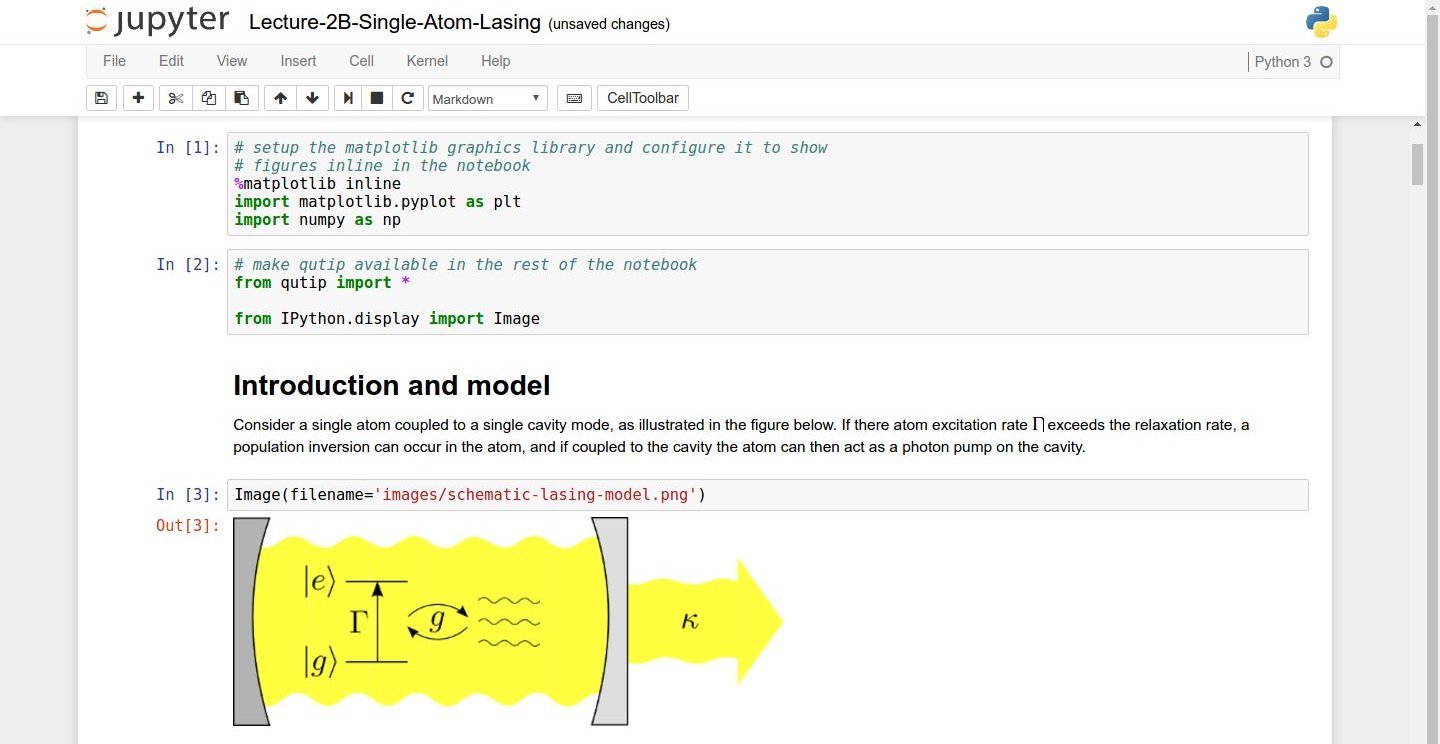 jupyter Lecture-2B-Single-Atom-Lasing (unsaved changes)
File Edit View Insert Cell Kernel Help Python 3
Markdown CellToolbar
In [1]: # setup the matplotlib graphics library and configure it to show
# figures inline in the notebook
%matplotlib inline
import matplotlib.pyplot as plt
import numpy as np
In [2]: # make qutip available in the rest of the notebook
from qutip import *
from IPython.display import Image
Introduction and model
Consider a single atom coupled to a single cavity mode, as illustrated in the figure below. If there atom excitation rate Γ exceeds the relaxation rate, a
population inversion can occur in the atom, and if coupled to the cavity the atom can then act as a photon pump on the cavity.
In [3]: Image(filename='images/schematic-lasing-model.png')
Out[3]:
|e⟩
Γ g κ
|g⟩